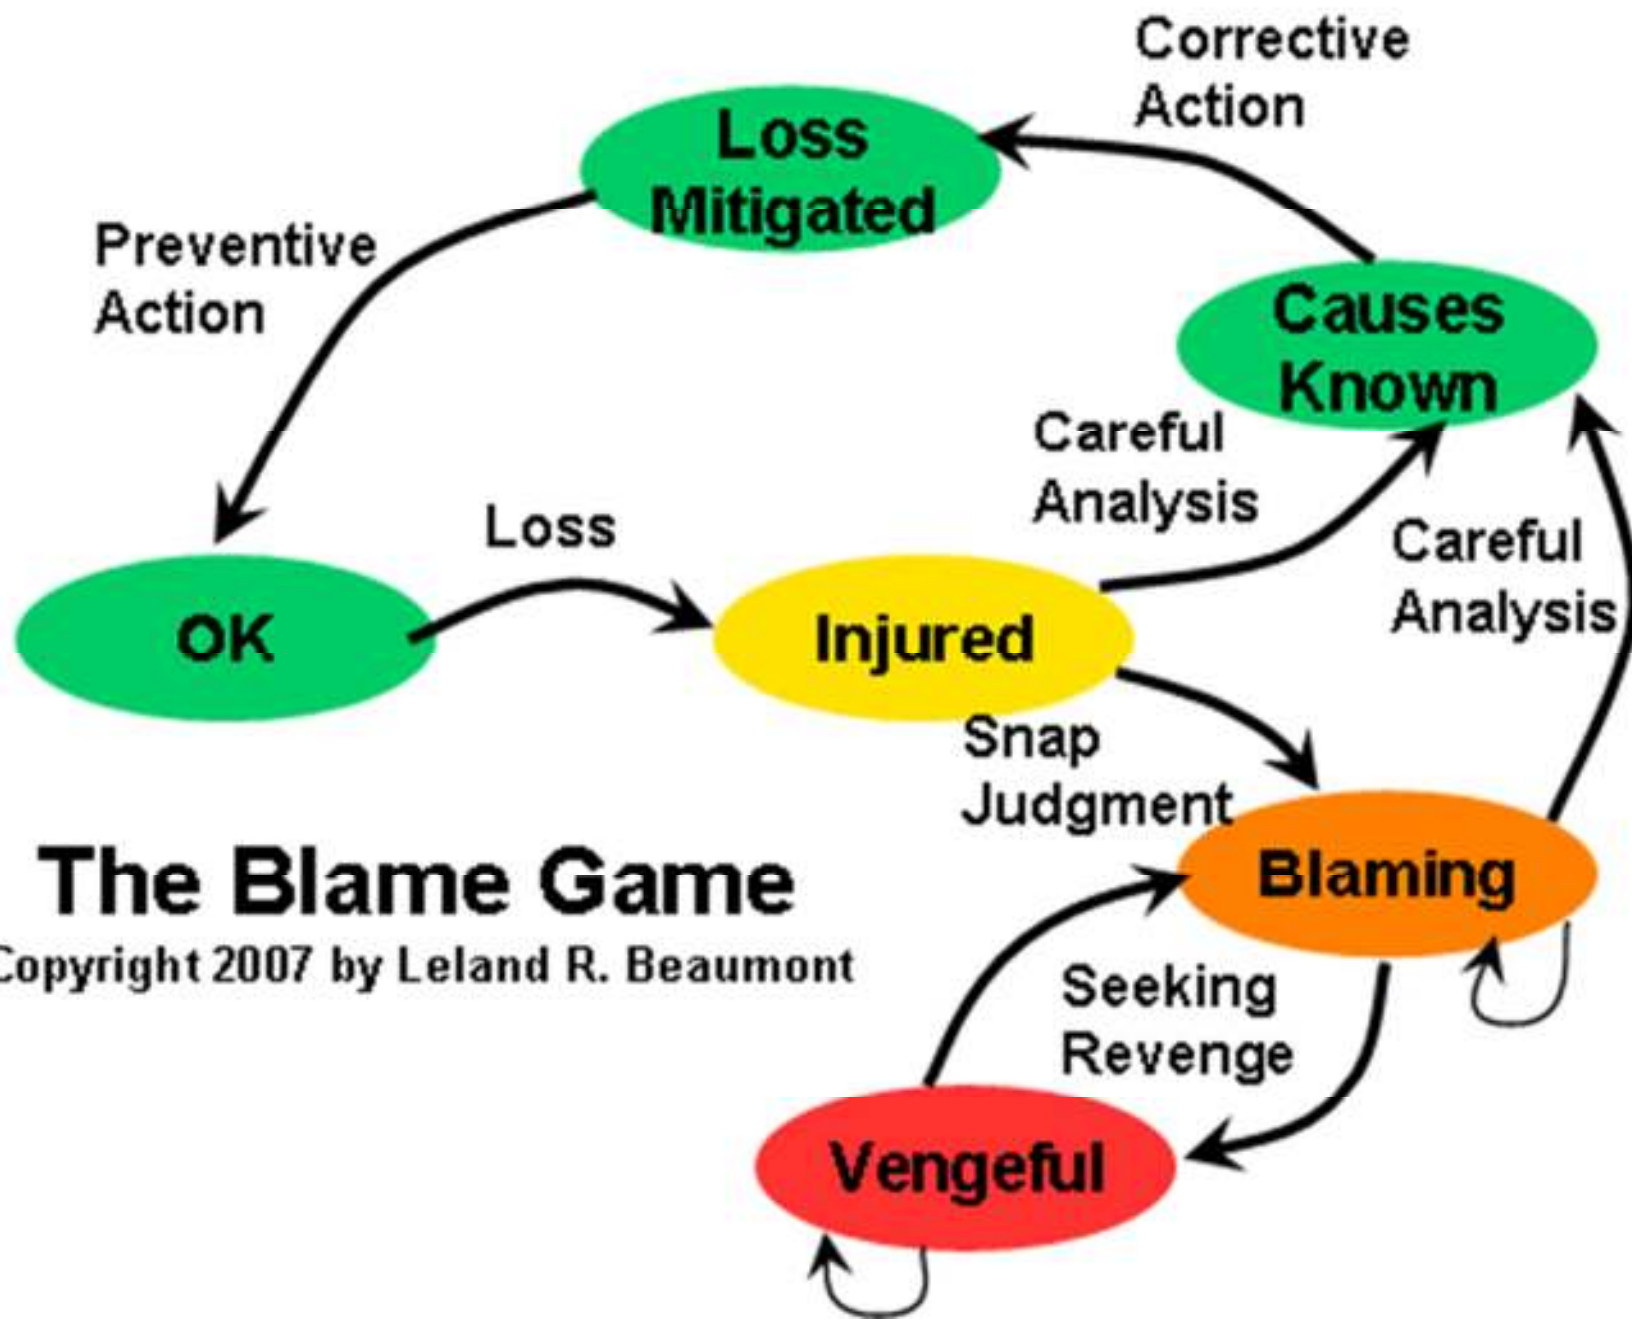 Corrective
Action
Loss
Mitigated
Preventive
Action
Causes
Known
Careful
Analysis
Loss
Careful
Analysis
OK
Injured
Snap
Judgment
The Blame Game
Copyright 2007 by Leland R. Beaumont
Blaming
Seeking
Revenge
Vengeful